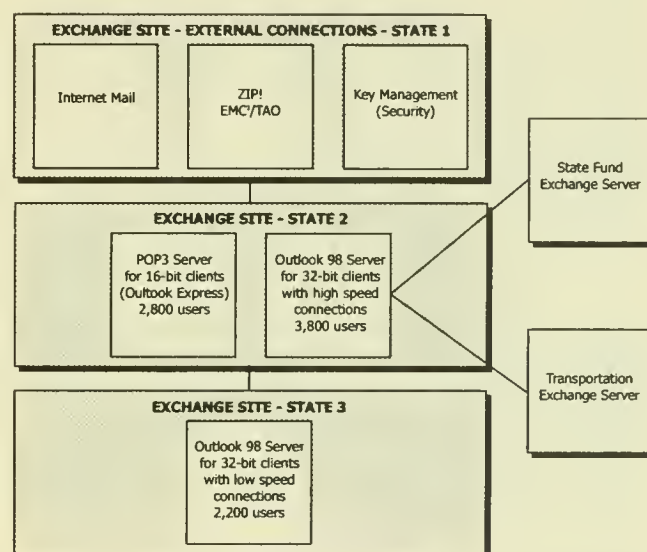 EXCHANGE SITE - EXTERNAL CONNECTIONS - STATE 1
Internet Mail
ZIP!
EMC²/TAO
Key Management
(Security)
State Fund
Exchange Server
EXCHANGE SITE - STATE 2
POP3 Server
for 16-bit clients
(Oultook Express)
2,800 users
Outlook 98 Server
for 32-bit clients
with high speed
connections
3,800 users
Transportation
Exchange Server
EXCHANGE SITE - STATE 3
Outlook 98 Server
for 32-bit clients
with low speed
connections
2,200 users